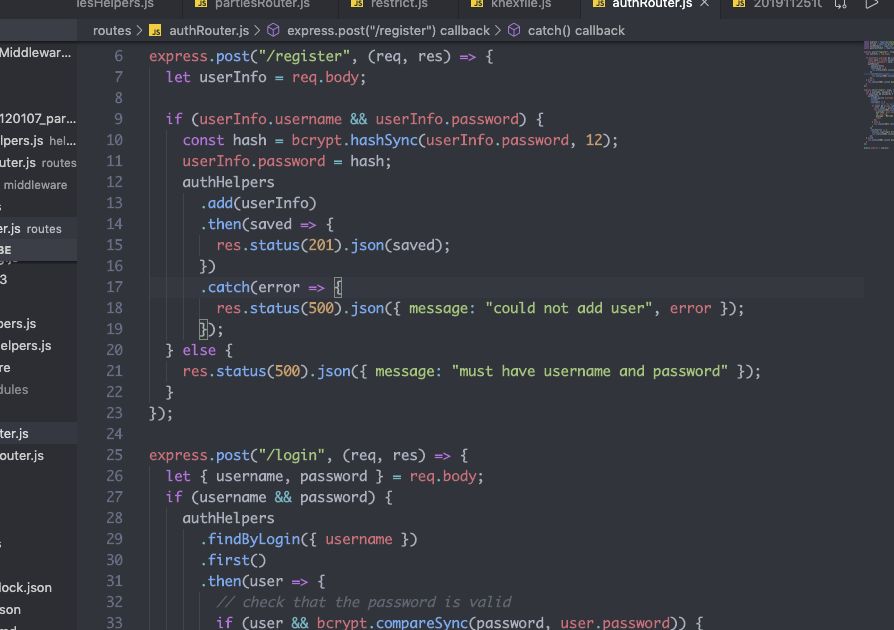 iesHelpers.js JS partiesRouter.js JS restrict.js JS knexfile.js JS authRouter.js × JS
routes > JS authRouter.js > express.post("/register") callback > catch() callback
Middlewar...
120107_par...
lpers.js hel...
uter.js routes
middleware
s
er.js routes
BE
3
pers.js
elpers.js
re
dules
ter.js
outer.js
s
lock.json
son
6 express.post("/register", (req, res) => {
7 let userInfo = req.body;
8
9 if (userInfo.username && userInfo.password) {
10 const hash = bcrypt.hashSync(userInfo.password, 12);
11 userInfo.password = hash;
12 authHelpers
13 .add(userInfo)
14 .then(saved => {
15 res.status(201).json(saved);
16 })
17 .catch(error => {
18 res.status(500).json({ message: "could not add user", error });
19 });
20 } else {
21 res.status(500).json({ message: "must have username and password" });
22 }
23 });
24
25 express.post("/login", (req, res) => {
26 let { username, password } = req.body;
27 if (username && password) {
28 authHelpers
29 .findByLogin({ username })
30 .first()
31 .then(user => {
32 // check that the password is valid
33 if (user && bcrypt.compareSync(password, user.password)) {